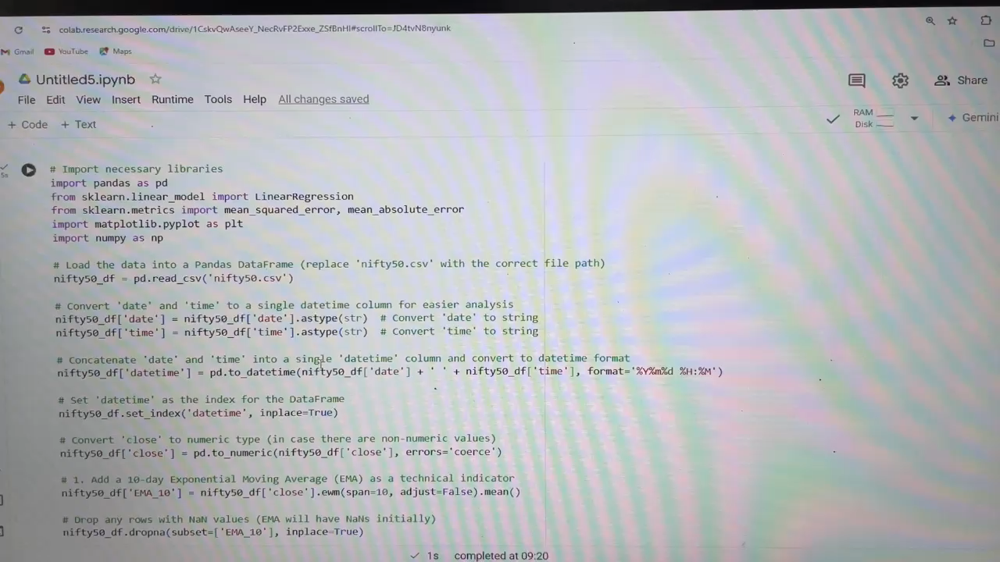 colab.research.google.com/drive/1CskvQwAseeY_NecRvFP2Exxe_ZSfBnHl#scrollTo=JD4tvN8nyunk
Gmail YouTube Maps
Untitled5.ipynb
Share
File Edit View Insert Runtime Tools Help All changes saved
+ Code + Text
RAM
Disk
Gemini
5s
# Import necessary libraries
import pandas as pd
from sklearn.linear_model import LinearRegression
from sklearn.metrics import mean_squared_error, mean_absolute_error
import matplotlib.pyplot as plt
import numpy as np
# Load the data into a Pandas DataFrame (replace 'nifty50.csv' with the correct file path)
nifty50_df = pd.read_csv('nifty50.csv')
# Convert 'date' and 'time' to a single datetime column for easier analysis
nifty50_df['date'] = nifty50_df['date'].astype(str)  # Convert 'date' to string
nifty50_df['time'] = nifty50_df['time'].astype(str)  # Convert 'time' to string
# Concatenate 'date' and 'time' into a single 'datetime' column and convert to datetime format
nifty50_df['datetime'] = pd.to_datetime(nifty50_df['date'] + ' ' + nifty50_df['time'], format='%Y%m%d %H:%M')
# Set 'datetime' as the index for the DataFrame
nifty50_df.set_index('datetime', inplace=True)
# Convert 'close' to numeric type (in case there are non-numeric values)
nifty50_df['close'] = pd.to_numeric(nifty50_df['close'], errors='coerce')
# 1. Add a 10-day Exponential Moving Average (EMA) as a technical indicator
nifty50_df['EMA_10'] = nifty50_df['close'].ewm(span=10, adjust=False).mean()
# Drop any rows with NaN values (EMA will have NaNs initially)
nifty50_df.dropna(subset=['EMA_10'], inplace=True)
1s completed at 09:20